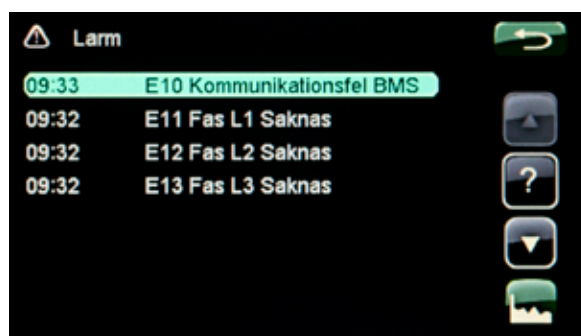 Larm
09:33 E10 Kommunikationsfel BMS
09:32 E11 Fas L1 Saknas
09:32 E12 Fas L2 Saknas
09:32 E13 Fas L3 Saknas
?